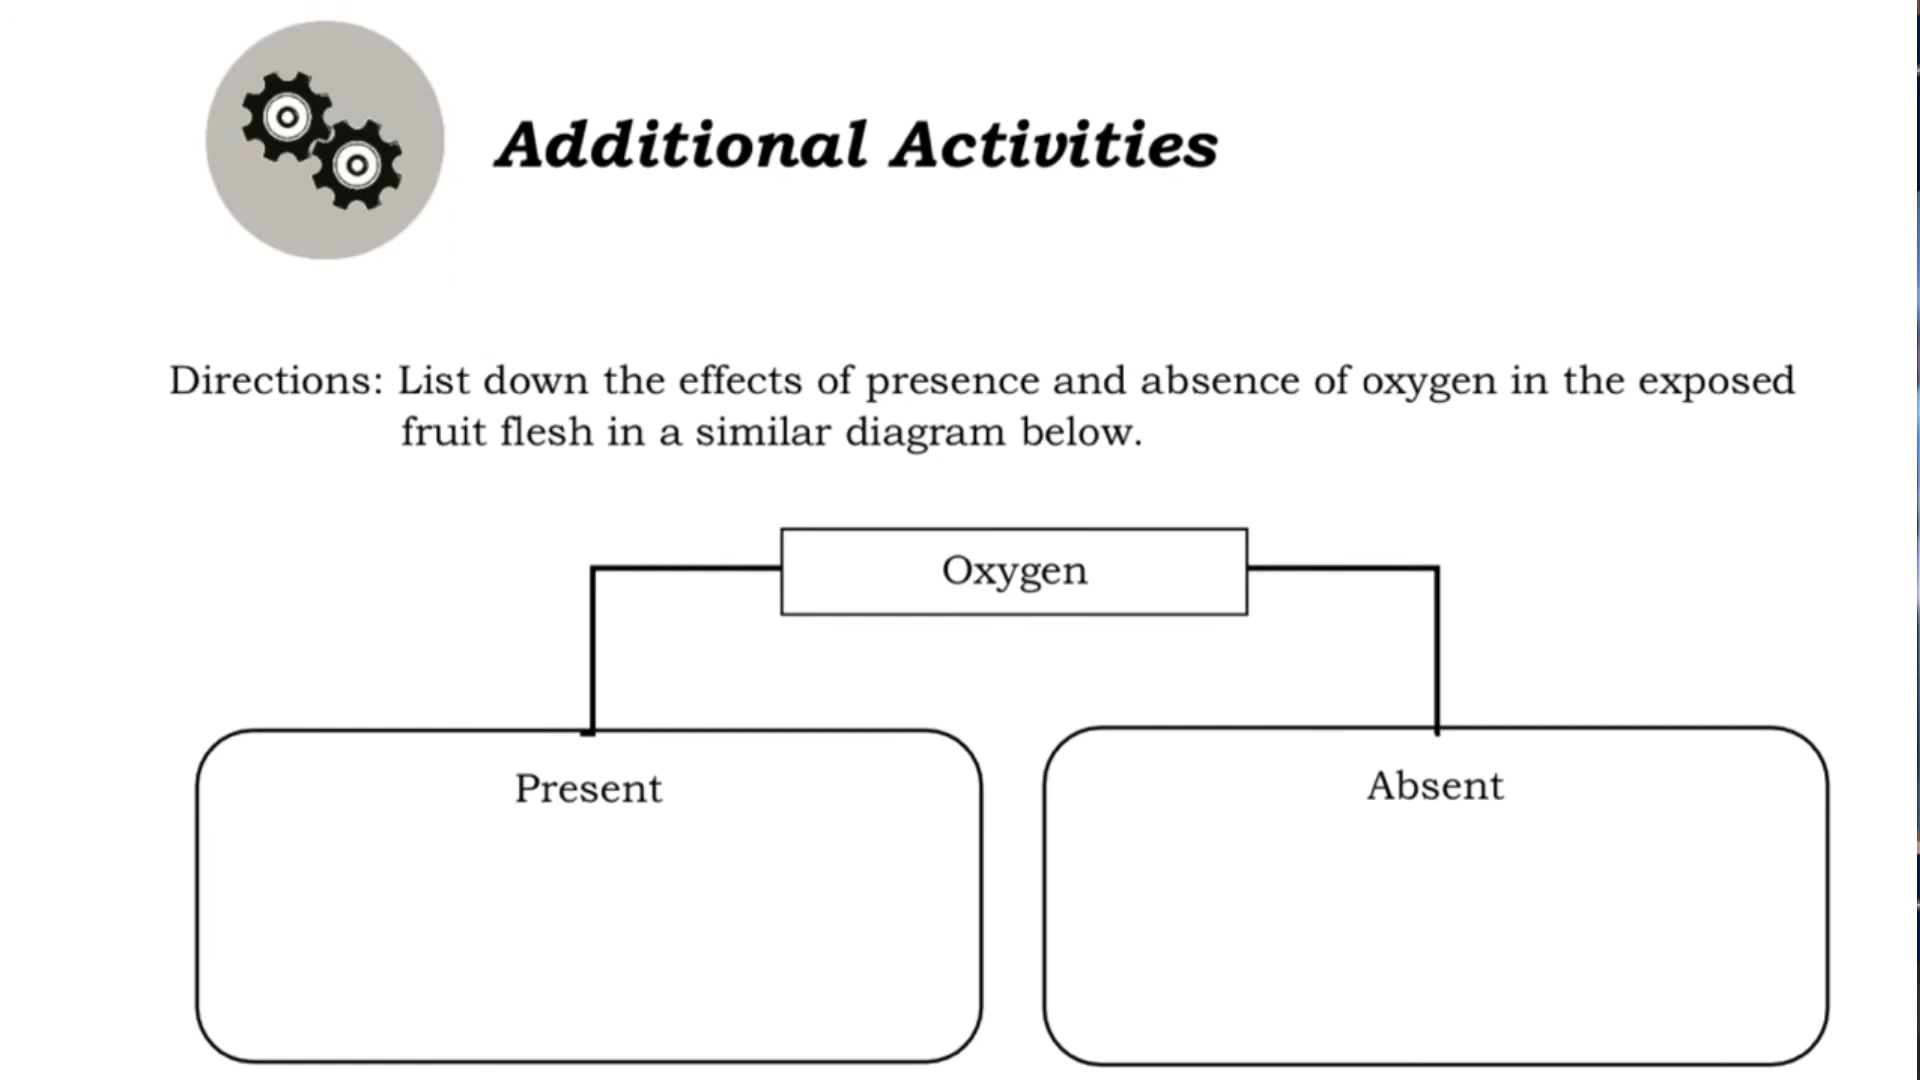 Additional Activities
Directions: List down the effects of presence and absence of oxygen in the exposed
fruit flesh in a similar diagram below.
Oxygen
Present
Absent